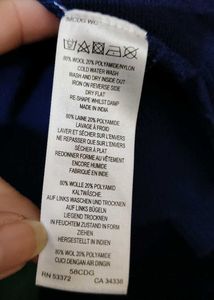 80% WOOL 20% POLYAMIDE/NYLON
COLD WATER WASH
WASH AND DRY INSIDE OUT
IRON ON REVERSE SIDE
DRY FLAT
RE-SHAPE WHILST DAMP
MADE IN INDIA
80% LAINE 20% POLYAMIDE
LAVAGE À FROID
LAVER ET SÉCHER SUR L'ENVERS
NE REPASSER QUE SUR L'ENVERS
SÉCHER À PLAT
REDONNER FORME AU VÊTEMENT
ENCORE HUMIDE
FABRIQUÉ EN INDE
80% WOLLE 20% POLYAMID
KALTWÄSCHE
AUF LINKS WASCHEN UND TROCKNEN
AUF LINKS BÜGELN
LIEGEND TROCKNEN
IN FEUCHTEM ZUSTAND IN FORM
ZIEHEN
HERGESTELLT IN INDIEN
80% WOL 20% POLYAMID
CUCI DENGAN AIR DINGIN
58CDG
RN 53372 CA 34338